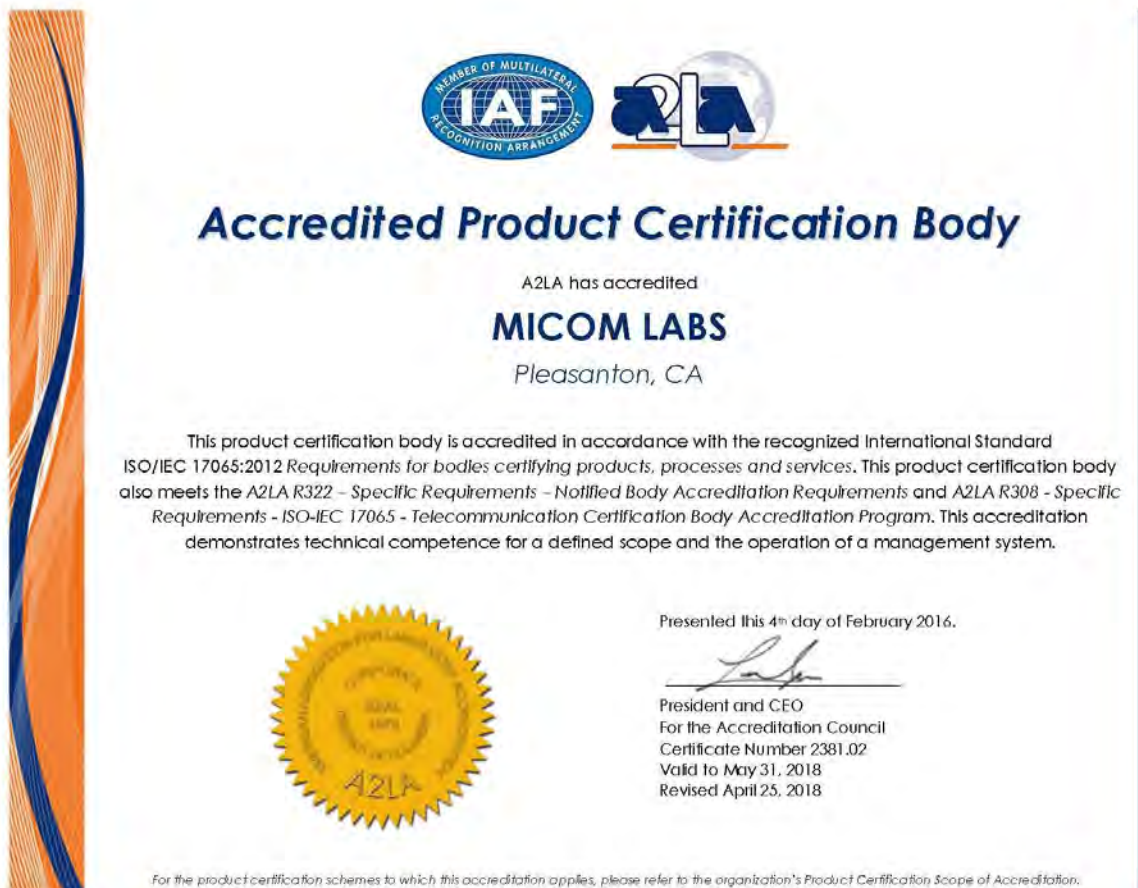 MEMBER OF MULTILATERAL
IAF
RECOGNITION ARRANGEMENT
a2La
Accredited Product Certification Body
A2LA has accredited
MICOM LABS
Pleasanton, CA
This product certification body is accredited in accordance with the recognized International Standard
ISO/IEC 17065:2012 Requirements for bodies certifying products, processes and services. This product certification body
also meets the A2LA R322 – Specific Requirements – Notified Body Accreditation Requirements and A2LA R308 - Specific
Requirements - ISO-IEC 17065 - Telecommunication Certification Body Accreditation Program. This accreditation
demonstrates technical competence for a defined scope and the operation of a management system.
Presented this 4th day of February 2016.
President and CEO
For the Accreditation Council
Certificate Number 2381.02
Valid to May 31, 2018
Revised April 25, 2018
CORPORATE
SEAL
A2LA
For the product certification schemes to which this accreditation applies, please refer to the organization's Product Certification Scope of Accreditation.